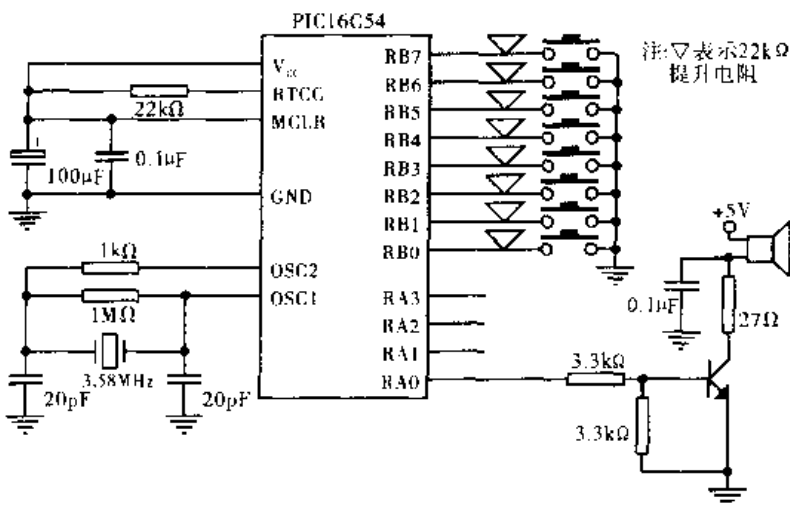 PIC16C54
Vcc
RTCC
22kΩ
MCLR
100μF
0.1μF
GND
1kΩ
OSC2
OSC1
1MΩ
3.58MHz
20pF
20pF
RB7
RB6
RB5
RB4
RB3
RB2
RB1
RB0
RA3
RA2
RA1
RA0
注:▽表示22kΩ
提升电阻
+5V
0.1μF
27Ω
3.3kΩ
3.3kΩ